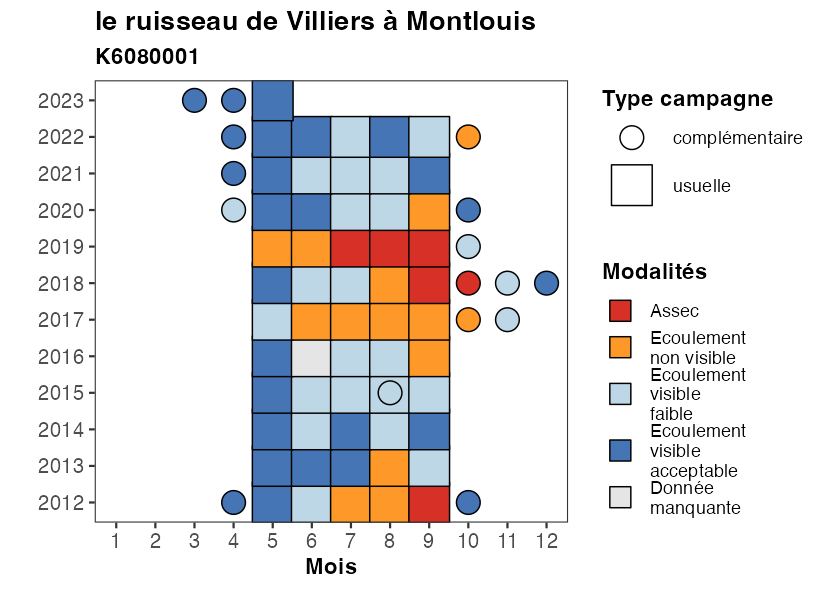 le ruisseau de Villiers à Montlouis
K6080001
2023
2022
2021
2020
2019
2018
2017
2016
2015
2014
2013
2012
1 2 3 4 5 6 7 8 9 10 11 12
Mois
Type campagne
complémentaire
usuelle
Modalités
Assec
Ecoulement
non visible
Ecoulement
visible
faible
Ecoulement
visible
acceptable
Donnée
manquante